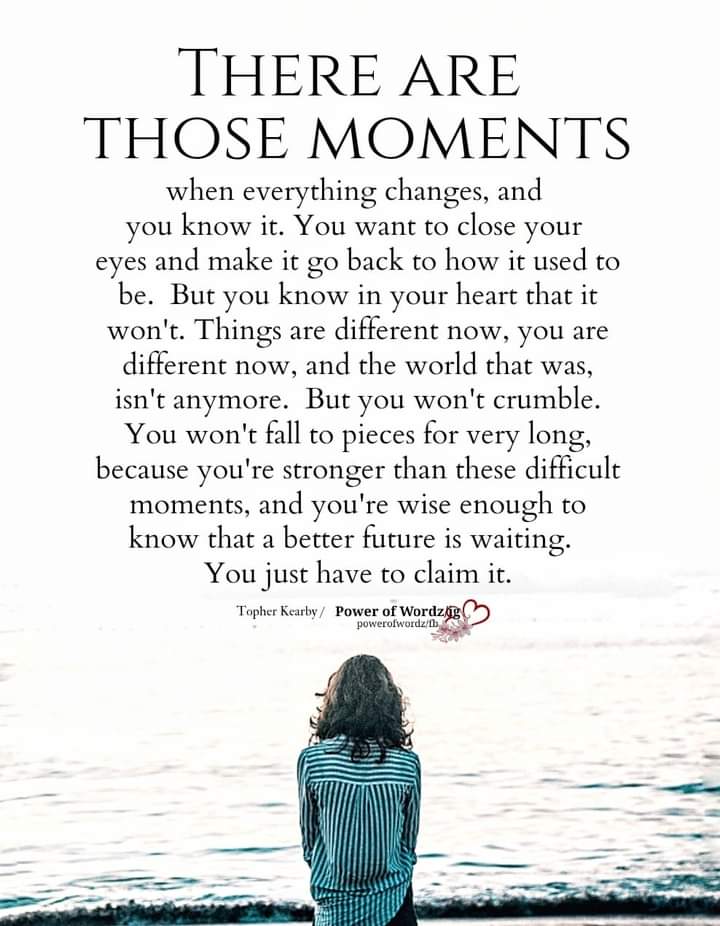 THERE ARE
THOSE MOMENTS
when everything changes, and
you know it. You want to close your
eyes and make it go back to how it used to
be.  But you know in your heart that it
won't. Things are different now, you are
different now, and the world that was,
isn't anymore.  But you won't crumble.
You won't fall to pieces for very long,
because you're stronger than these difficult
moments, and you're wise enough to
know that a better future is waiting.
You just have to claim it.
Topher Kearby/ Power of Wordz/ig
powerofwordz/fb